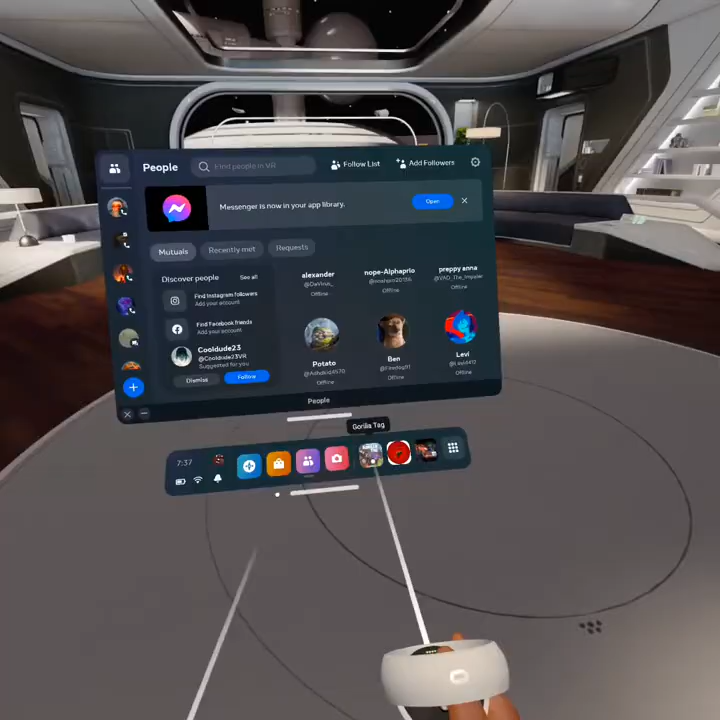 People
Find people in VR
Follow List
Add Followers
Messenger is now in your app library.
Open
Mutuals
Recently met
Requests
Discover people
See all
Find Instagram followers
Add your account
Find Facebook friends
Add your account
Cooldude23
@Cooldude23VR
Suggested for you
Dismiss
Follow
alexander
@DaVirus_
Offline
nope-Alphaprio
Offline
preppy anna
@VAD_The_Impaler
Offline
Potato
Offline
Ben
Offline
Levi
Offline
People
Gorilla Tag
7:37